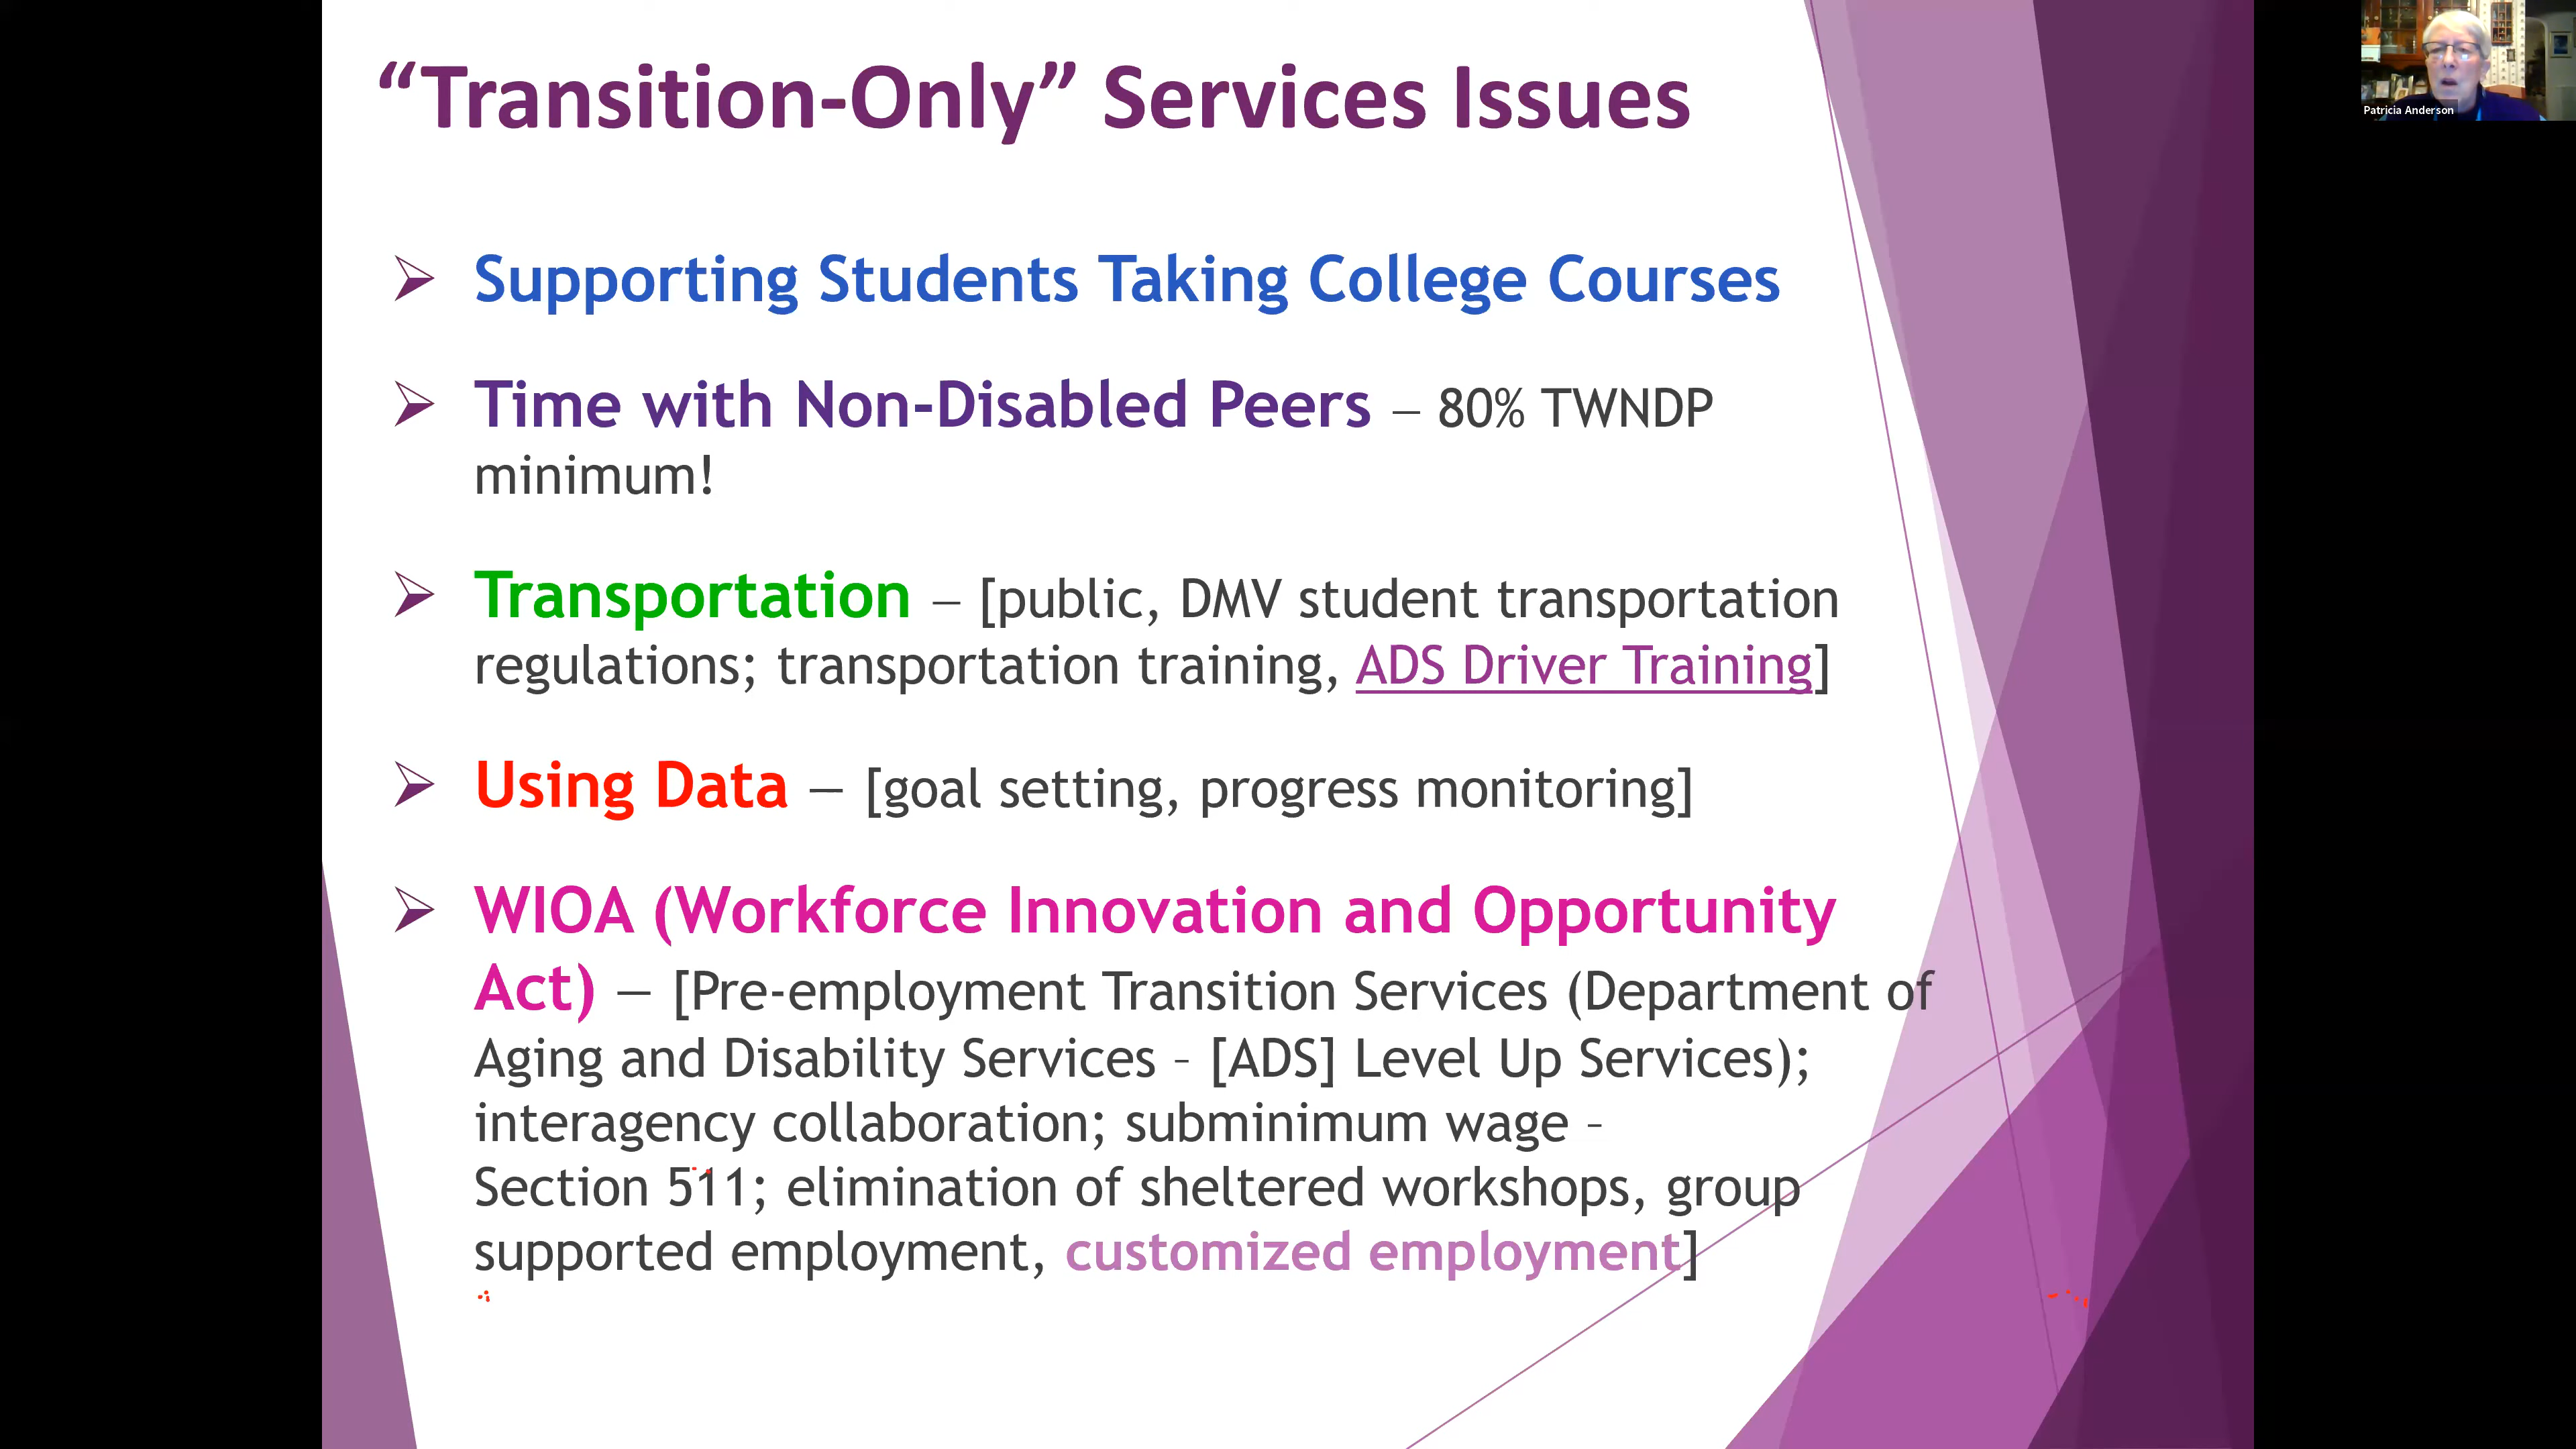 “Transition-Only” Services Issues
Patricia Anderson
➢ Supporting Students Taking College Courses
➢ Time with Non-Disabled Peers – 80% TWNDP
minimum!
➢ Transportation – [public, DMV student transportation
regulations; transportation training, ADS Driver Training]
➢ Using Data – [goal setting, progress monitoring]
➢ WIOA (Workforce Innovation and Opportunity
Act) – [Pre-employment Transition Services (Department of
Aging and Disability Services – [ADS] Level Up Services);
interagency collaboration; subminimum wage –
Section 511; elimination of sheltered workshops, group
supported employment, customized employment]